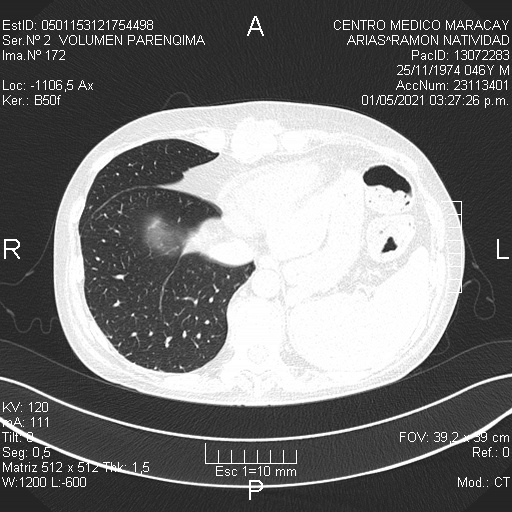 EstID: 0501153121754498
Ser.Nº 2 VOLUMEN PARENQIMA
Ima.Nº 172
Loc: -1106,5 Ax
Ker.: B50f
A
CENTRO MEDICO MARACAY
ARIAS^RAMON NATIVIDAD
PacID: 13072283
25/11/1974 046Y M
AccNum: 23113401
01/05/2021 03:27:26 p.m.
R
L
KV: 120
mA: 111
Tilt: 0
Seg: 0,5
Matriz 512 x 512 Thk: 1,5
W:1200 L:-600
Esc 1=10 mm
P
FOV: 39,2 x 39 cm
Ref.: 0
Mod.: CT